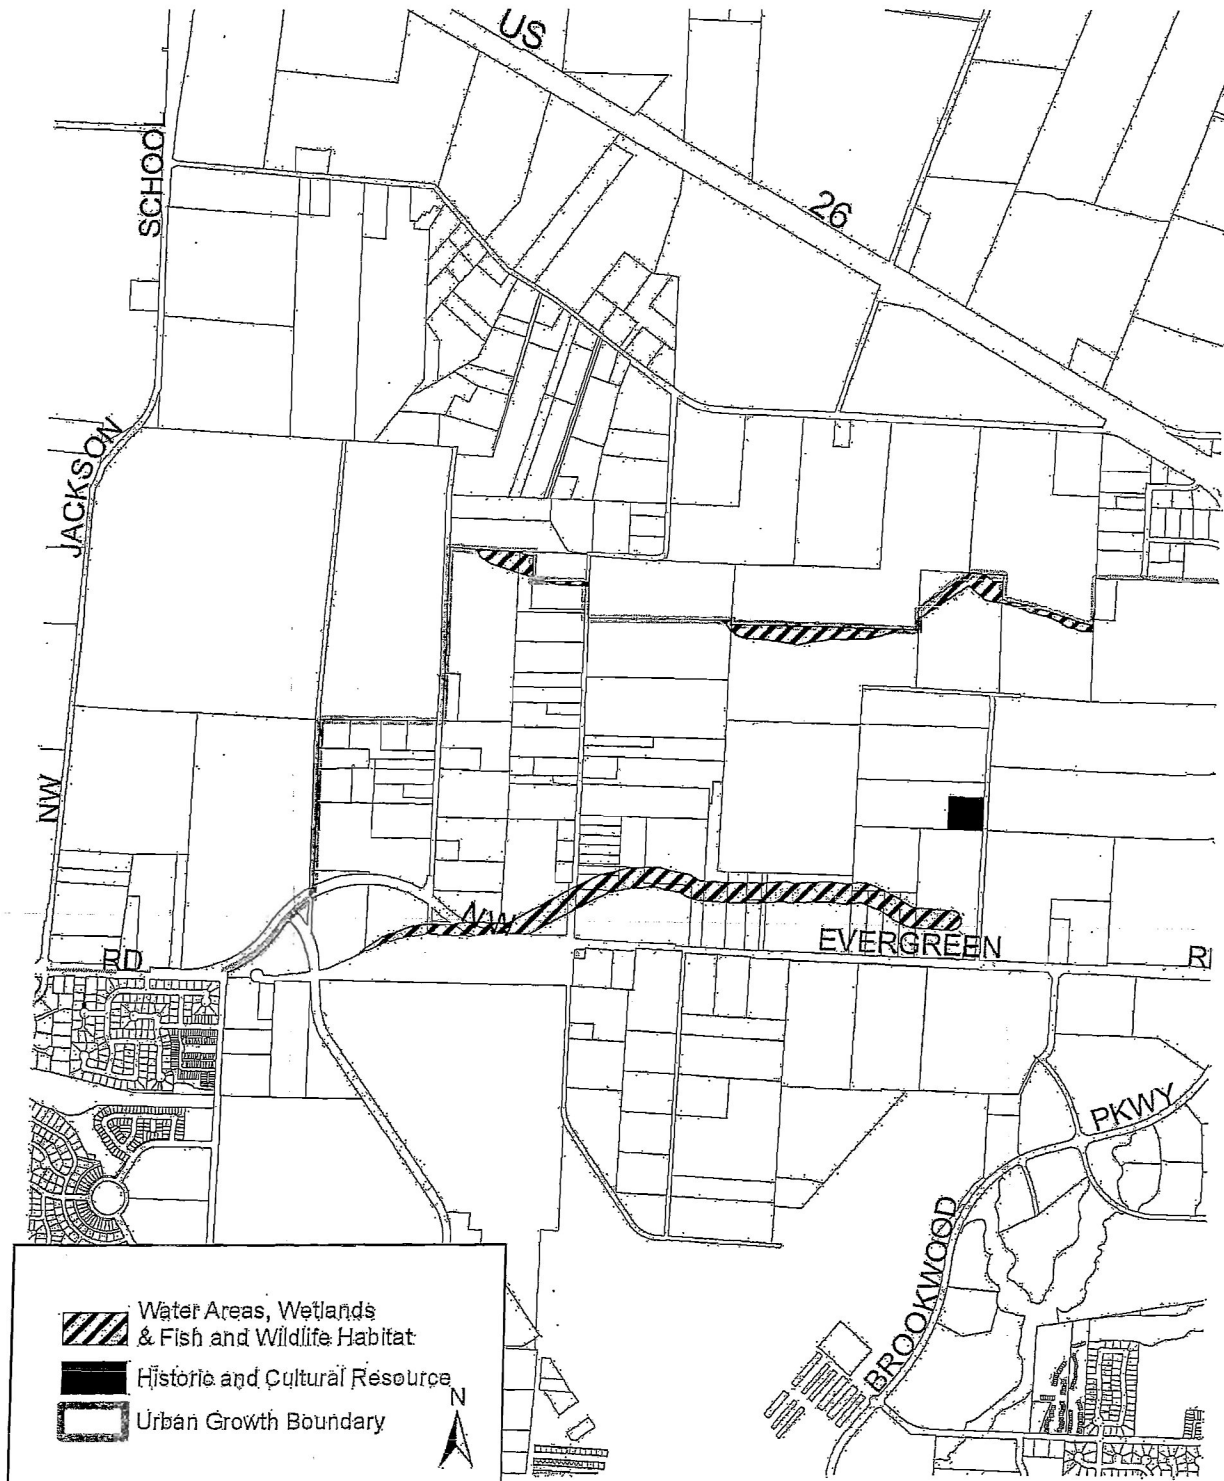 US
26
SCHOOL
JACKSON
NW
NW
RD
EVERGREEN
R
PKWY
BROOKWOOD
Water Areas, Wetlands
& Fish and Wildlife Habitat
Historic and Cultural Resource
N
Urban Growth Boundary